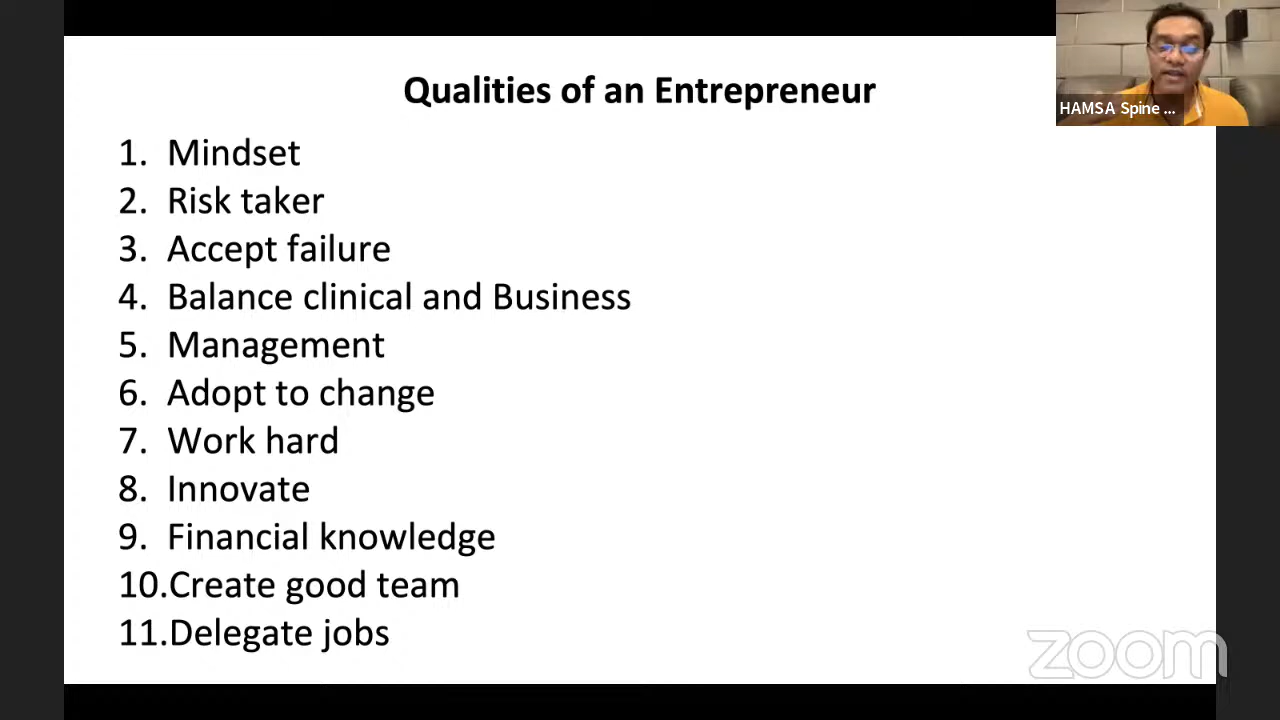 Qualities of an Entrepreneur
HAMSA Spine ...
1. Mindset
2. Risk taker
3. Accept failure
4. Balance clinical and Business
5. Management
6. Adopt to change
7. Work hard
8. Innovate
9. Financial knowledge
10.Create good team
11.Delegate jobs
zoom